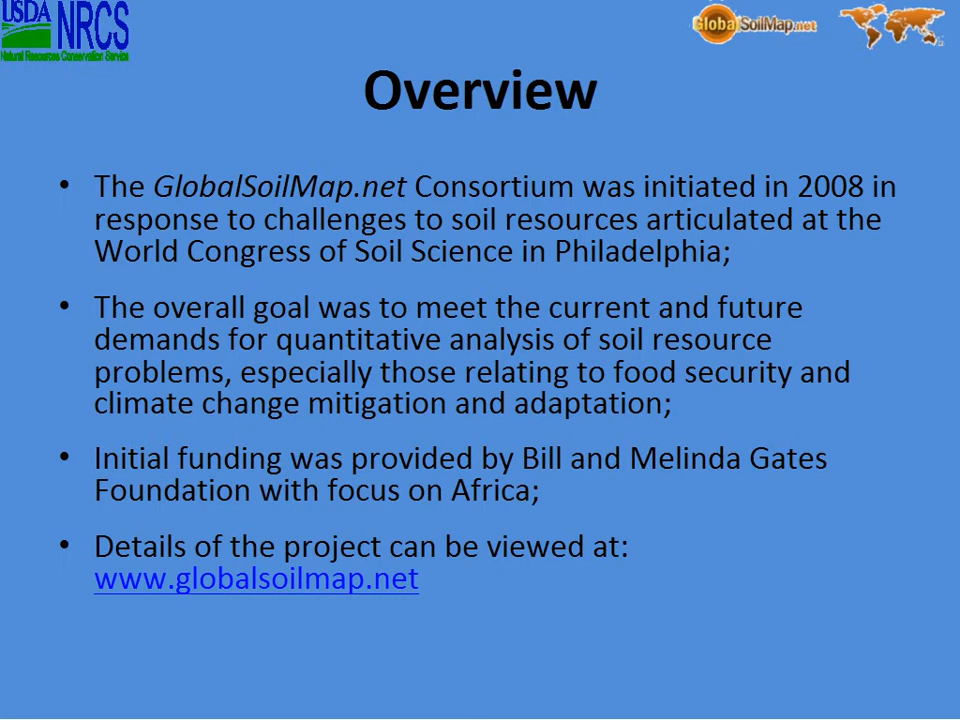 USDA NRCS
Natural Resources Conservation Service
GlobalSoilMap.net
Overview
• The GlobalSoilMap.net Consortium was initiated in 2008 in
response to challenges to soil resources articulated at the
World Congress of Soil Science in Philadelphia;
• The overall goal was to meet the current and future
demands for quantitative analysis of soil resource
problems, especially those relating to food security and
climate change mitigation and adaptation;
• Initial funding was provided by Bill and Melinda Gates
Foundation with focus on Africa;
• Details of the project can be viewed at:
www.globalsoilmap.net